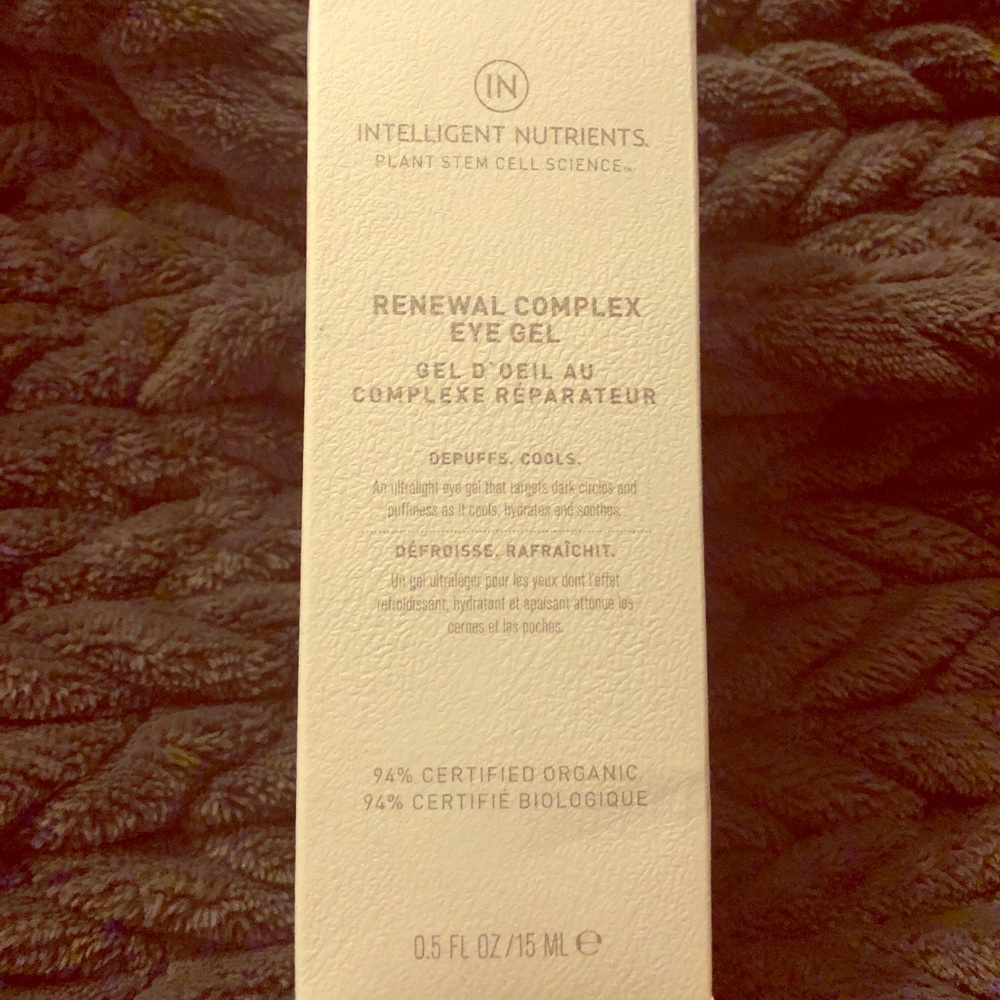 IN
INTELLIGENT NUTRIENTS.
PLANT STEM CELL SCIENCE™
RENEWAL COMPLEX
EYE GEL
GEL D`OEIL AU
COMPLEXE RÉPARATEUR
DEPUFFS. COOLS.
An ultralight eye gel that targets dark circles and
puffiness as it cools, hydrates and soothes.
DÉFROISSE. RAFRAÎCHIT.
Un gel ultraléger pour les yeux dont l'effet
refroidissant, hydratant et apaisant atténue les
cernes et les poches.
94% CERTIFIED ORGANIC
94% CERTIFIÉ BIOLOGIQUE
0.5 FL OZ/15 ML ℮